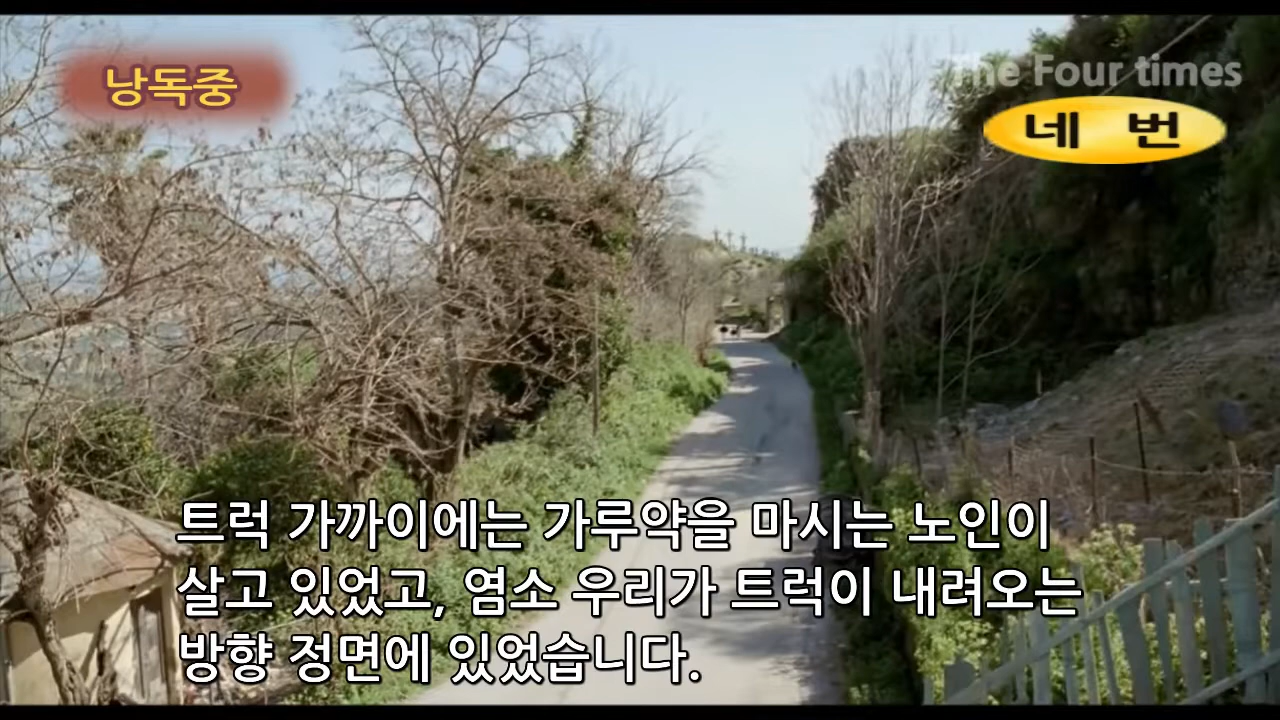 낭독중
The Four times
네 번
트럭 가까이에는 가루약을 마시는 노인이
살고 있었고, 염소 우리가 트럭이 내려오는
방향 정면에 있었습니다.